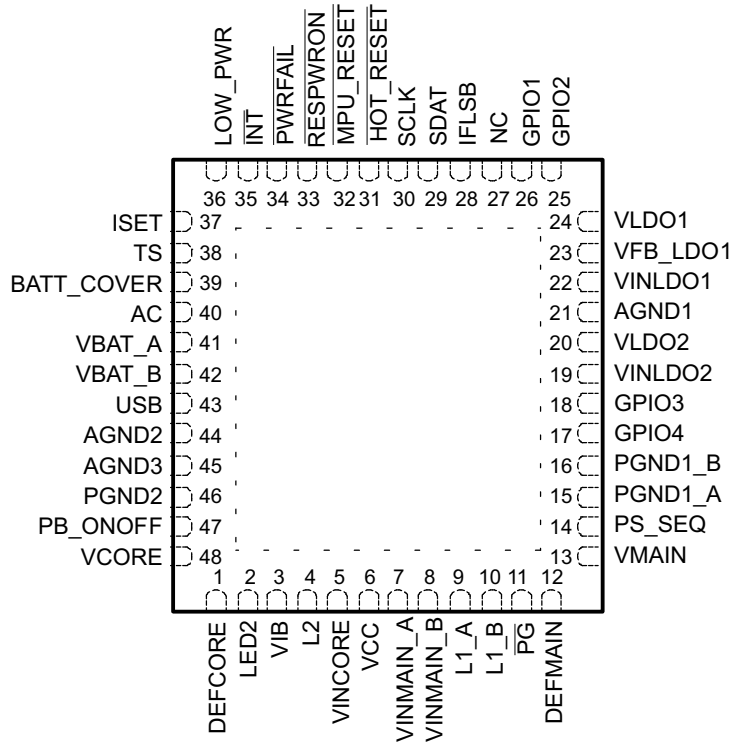 LOW_PWR
INT
PWRFAIL
RESPWRON
MPU_RESET
HOT_RESET
SCLK
SDAT
IFLSB
NC
GPIO1
GPIO2
36 35 34 33 32 31 30 29 28 27 26 25
ISET 37
TS 38
BATT_COVER 39
AC 40
VBAT_A 41
VBAT_B 42
USB 43
AGND2 44
AGND3 45
PGND2 46
PB_ONOFF 47
VCORE 48
24 VLDO1
23 VFB_LDO1
22 VINLDO1
21 AGND1
20 VLDO2
19 VINLDO2
18 GPIO3
17 GPIO4
16 PGND1_B
15 PGND1_A
14 PS_SEQ
13 VMAIN
1 2 3 4 5 6 7 8 9 10 11 12
DEFCORE
LED2
VIB
L2
VINCORE
VCC
VINMAIN_A
VINMAIN_B
L1_A
L1_B
PG
DEFMAIN